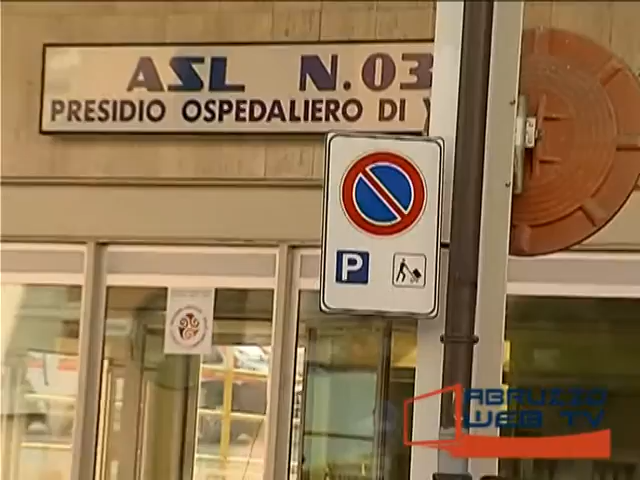 ASL N.03
PRESIDIO OSPEDALIERO DI
P
ABRUZZO
WEB TV